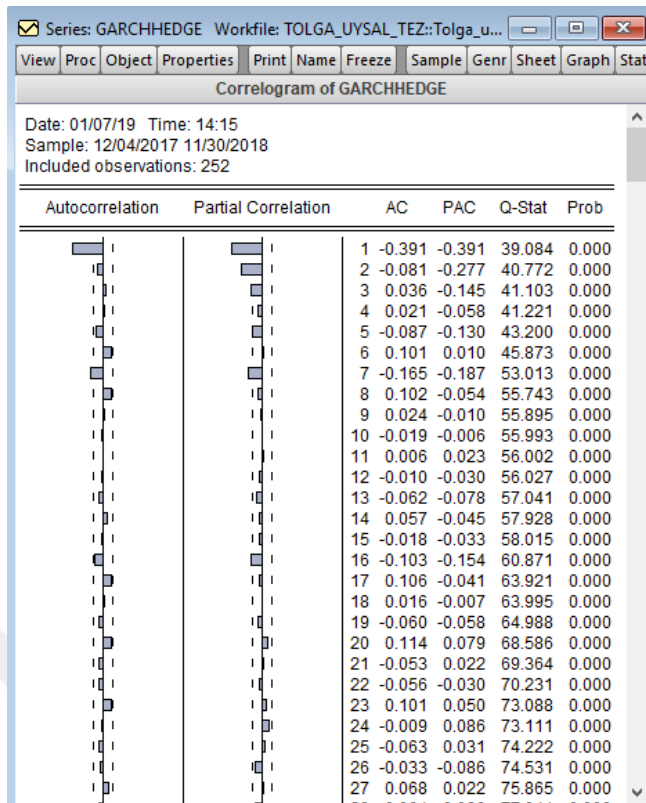 Series: GARCHHEDGE Workfile: TOLGA_UYSAL_TEZ::Tolga_u...
View Proc Object Properties Print Name Freeze Sample Genr Sheet Graph Stat
Correlogram of GARCHHEDGE
Date: 01/07/19 Time: 14:15
Sample: 12/04/2017 11/30/2018
Included observations: 252
Autocorrelation Partial Correlation AC PAC Q-Stat Prob
1 -0.391 -0.391 39.084 0.000
2 -0.081 -0.277 40.772 0.000
3 0.036 -0.145 41.103 0.000
4 0.021 -0.058 41.221 0.000
5 -0.087 -0.130 43.200 0.000
6 0.101 0.010 45.873 0.000
7 -0.165 -0.187 53.013 0.000
8 0.102 -0.054 55.743 0.000
9 0.024 -0.010 55.895 0.000
10 -0.019 -0.006 55.993 0.000
11 0.006 0.023 56.002 0.000
12 -0.010 -0.030 56.027 0.000
13 -0.062 -0.078 57.041 0.000
14 0.057 -0.045 57.928 0.000
15 -0.018 -0.033 58.015 0.000
16 -0.103 -0.154 60.871 0.000
17 0.106 -0.041 63.921 0.000
18 0.016 -0.007 63.995 0.000
19 -0.060 -0.058 64.988 0.000
20 0.114 0.079 68.586 0.000
21 -0.053 0.022 69.364 0.000
22 -0.056 -0.030 70.231 0.000
23 0.101 0.050 73.088 0.000
24 -0.009 0.086 73.111 0.000
25 -0.063 0.031 74.222 0.000
26 -0.033 -0.086 74.531 0.000
27 0.068 0.022 75.865 0.000